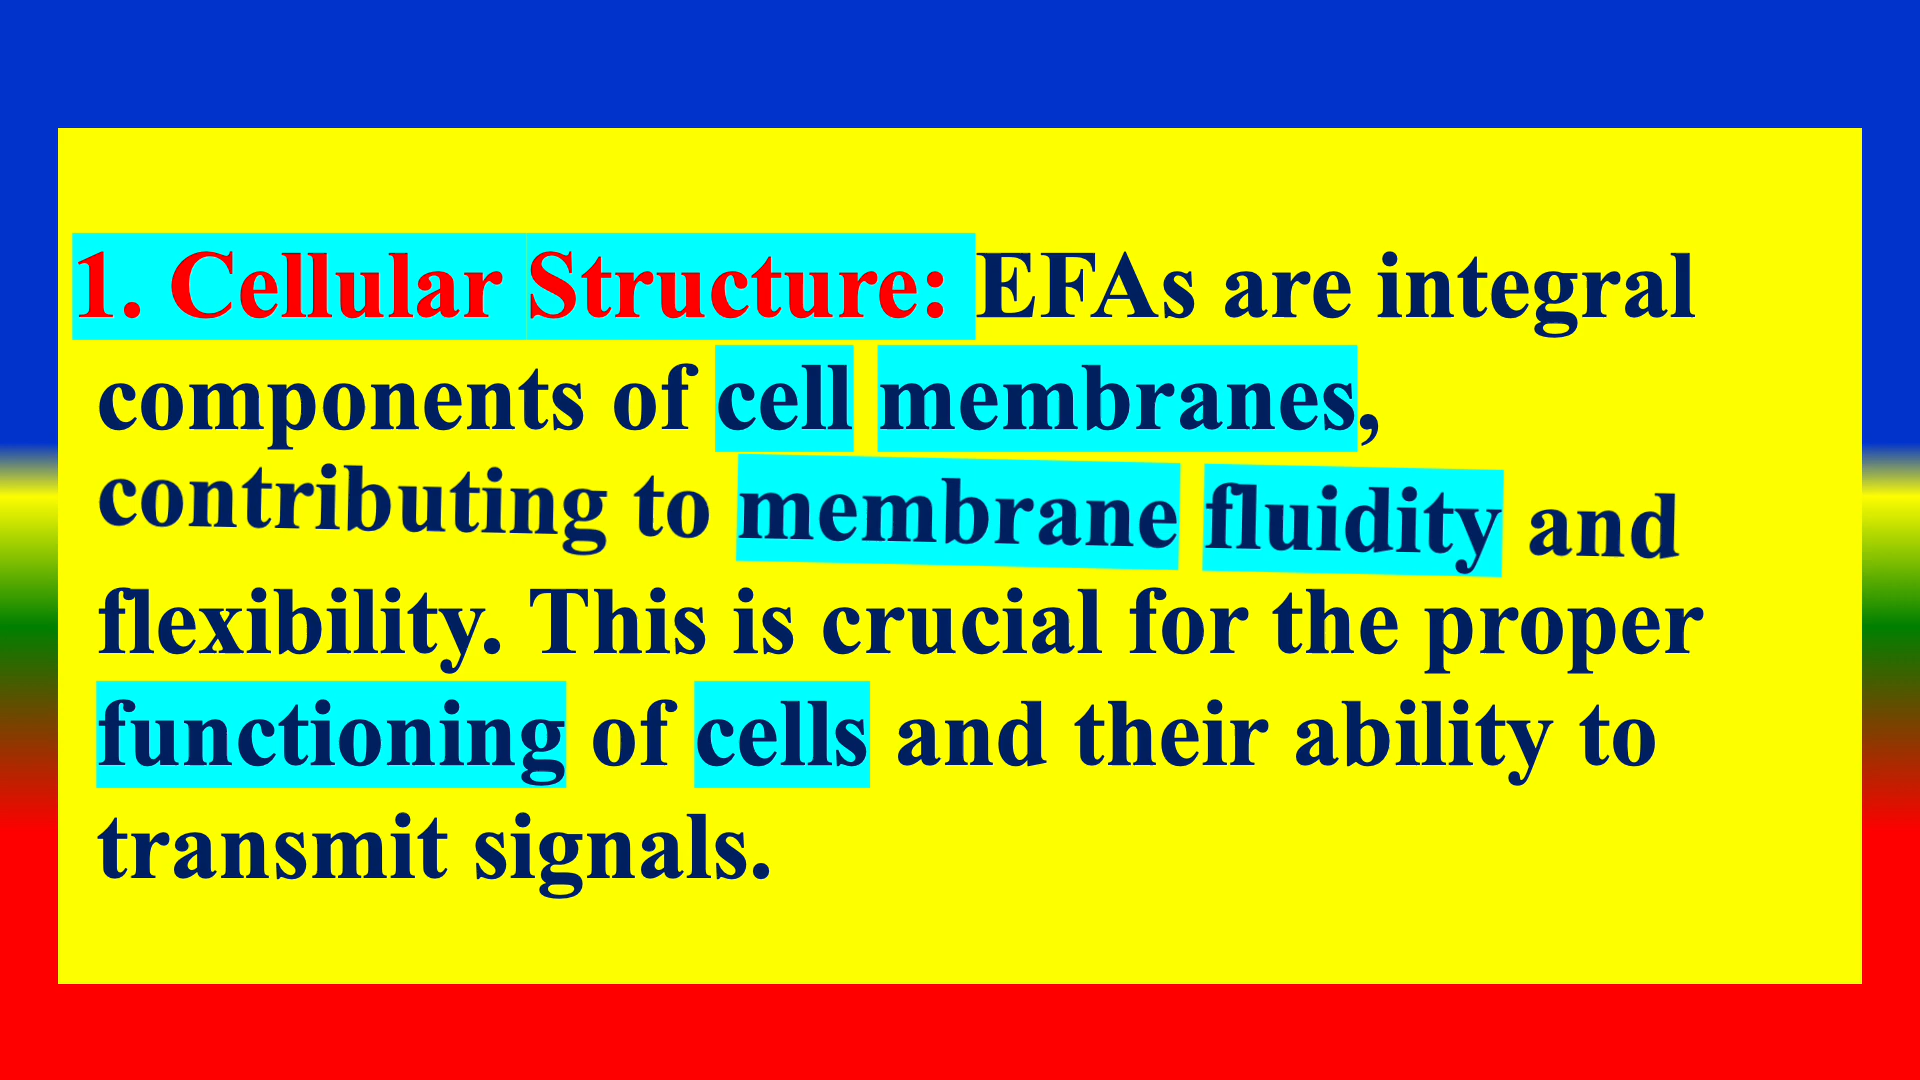 1. Cellular Structure: EFAs are integral
components of cell membranes,
contributing to membrane fluidity and
flexibility. This is crucial for the proper
functioning of cells and their ability to
transmit signals.